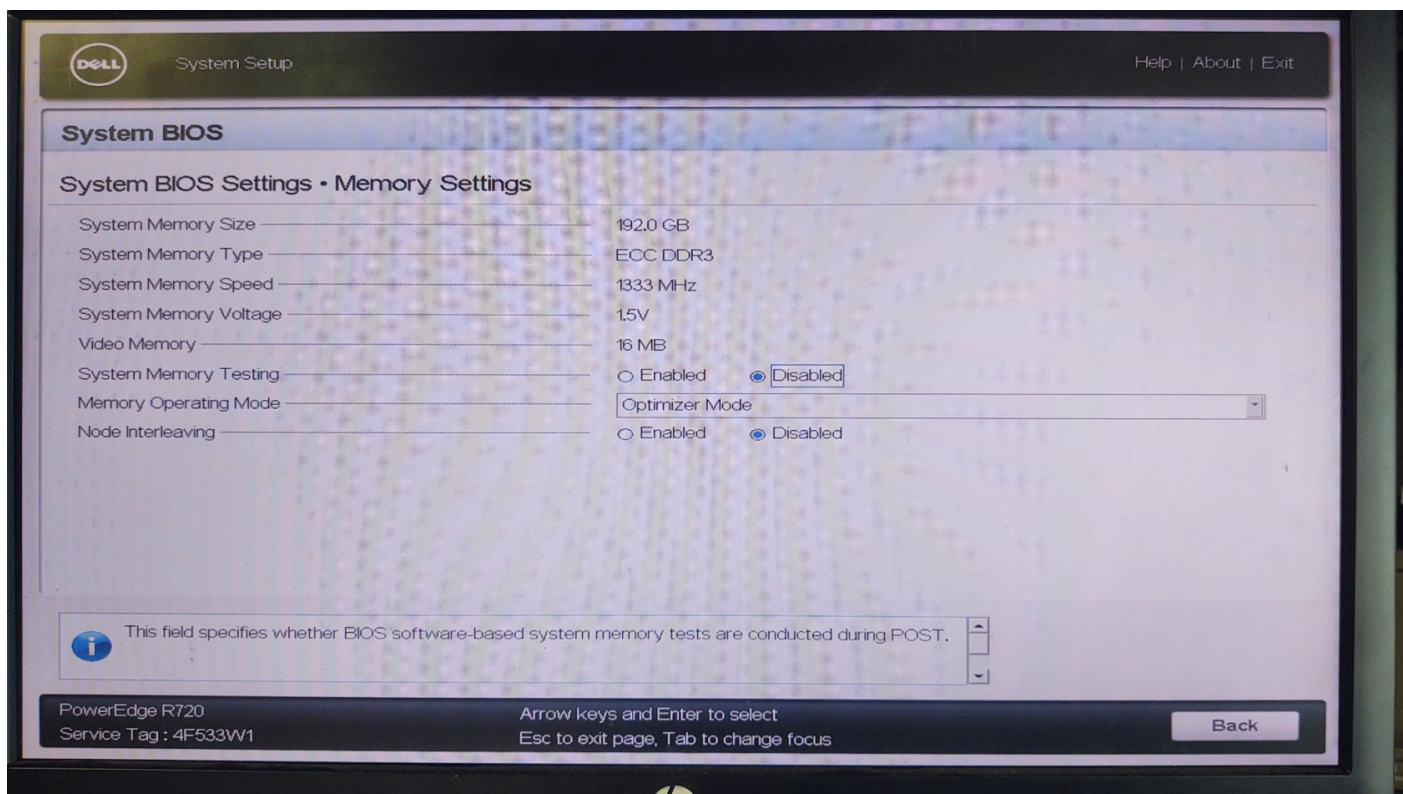 DELL System Setup Help | About | Exit
System BIOS
System BIOS Settings • Memory Settings
System Memory Size 192.0 GB
System Memory Type ECC DDR3
System Memory Speed 1333 MHz
System Memory Voltage 1.5V
Video Memory 16 MB
System Memory Testing Enabled Disabled
Memory Operating Mode Optimizer Mode
Node Interleaving Enabled Disabled
This field specifies whether BIOS software-based system memory tests are conducted during POST.
PowerEdge R720
Service Tag : 4F533W1
Arrow keys and Enter to select
Esc to exit page, Tab to change focus
Back